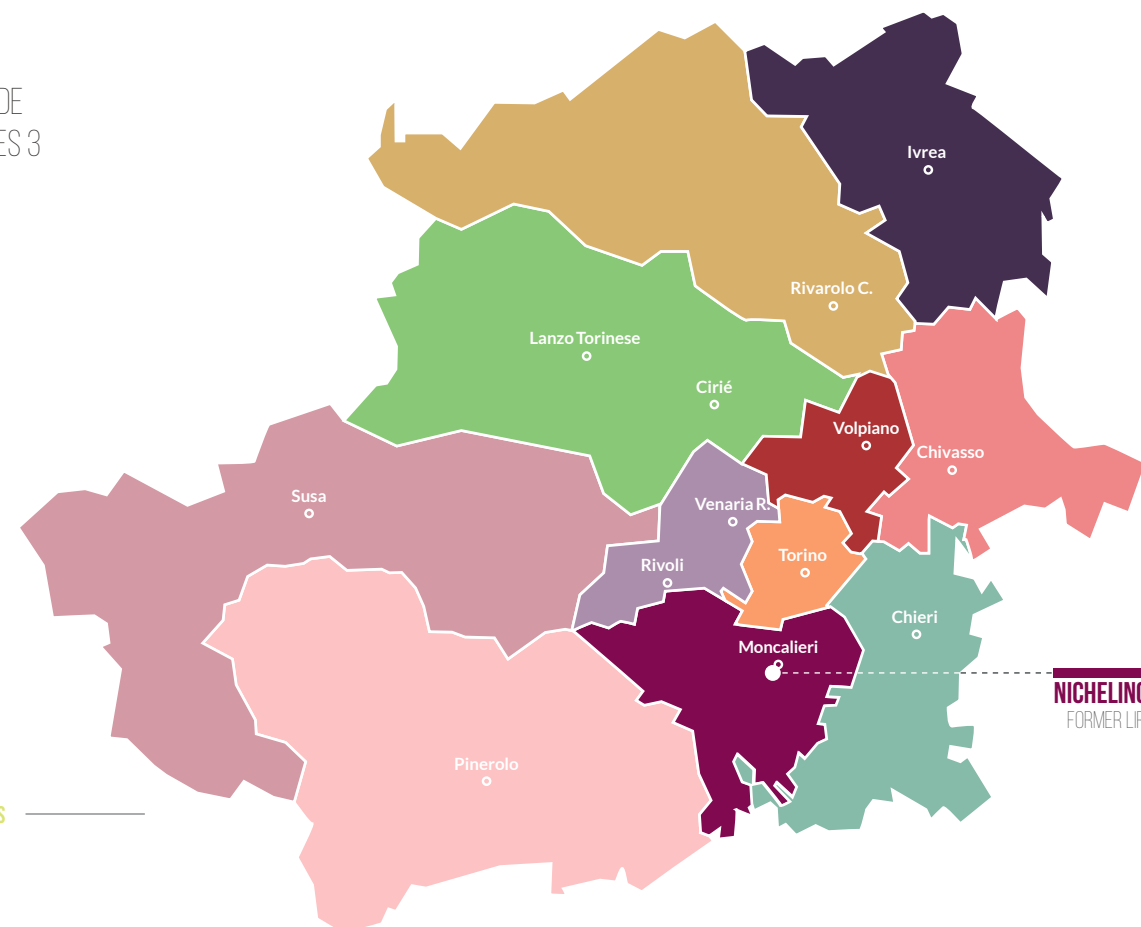 DE
ES 3
Ivrea
Rivarolo C.
Lanzo Torinese
Cirié
Volpiano
Chivasso
Susa
Venaria R.
Rivoli
Torino
Chieri
Moncalieri
NICHELINO
FORMER LIF
Pinerolo
S